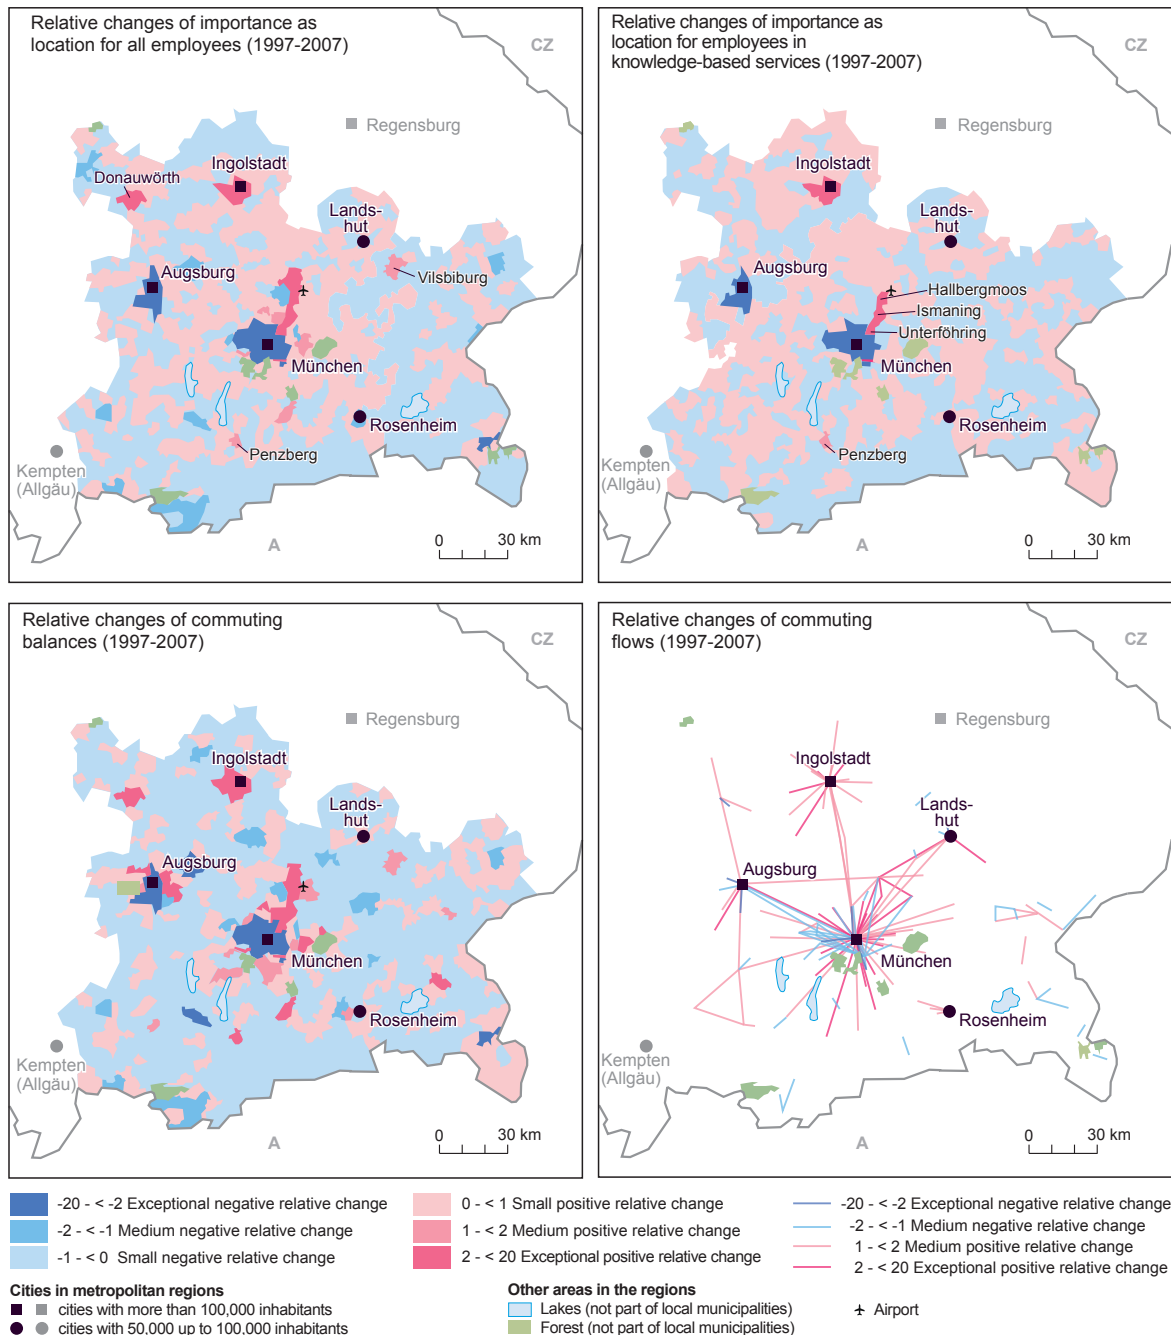 Relative changes of importance as
location for all employees (1997-2007)
CZ
Regensburg
Ingolstadt
Donauwörth
Lands-
hut
Augsburg
Vilsbiburg
München
Rosenheim
Penzberg
Kempten
(Allgäu)
A
0 30 km
Relative changes of importance as
location for employees in
knowledge-based services (1997-2007)
CZ
Regensburg
Ingolstadt
Lands-
hut
Augsburg
Hallbergmoos
Ismaning
Unterföhring
München
Rosenheim
Penzberg
Kempten
(Allgäu)
A
0 30 km
Relative changes of commuting
balances (1997-2007)
CZ
Regensburg
Ingolstadt
Lands-
hut
Augsburg
München
Rosenheim
Kempten
(Allgäu)
A
0 30 km
Relative changes of commuting
flows (1997-2007)
CZ
Regensburg
Ingolstadt
Lands-
hut
Augsburg
München
Rosenheim
Kempten
(Allgäu)
A
0 30 km
-20 - < -2 Exceptional negative relative change
-2 - < -1 Medium negative relative change
-1 - < 0 Small negative relative change
0 - < 1 Small positive relative change
1 - < 2 Medium positive relative change
2 - < 20 Exceptional positive relative change
-20 - < -2 Exceptional negative relative change
-2 - < -1 Medium negative relative change
1 - < 2 Medium positive relative change
2 - < 20 Exceptional positive relative change
Cities in metropolitan regions
cities with more than 100,000 inhabitants
cities with 50,000 up to 100,000 inhabitants
Other areas in the regions
Lakes (not part of local municipalities)
Forest (not part of local municipalities)
Airport